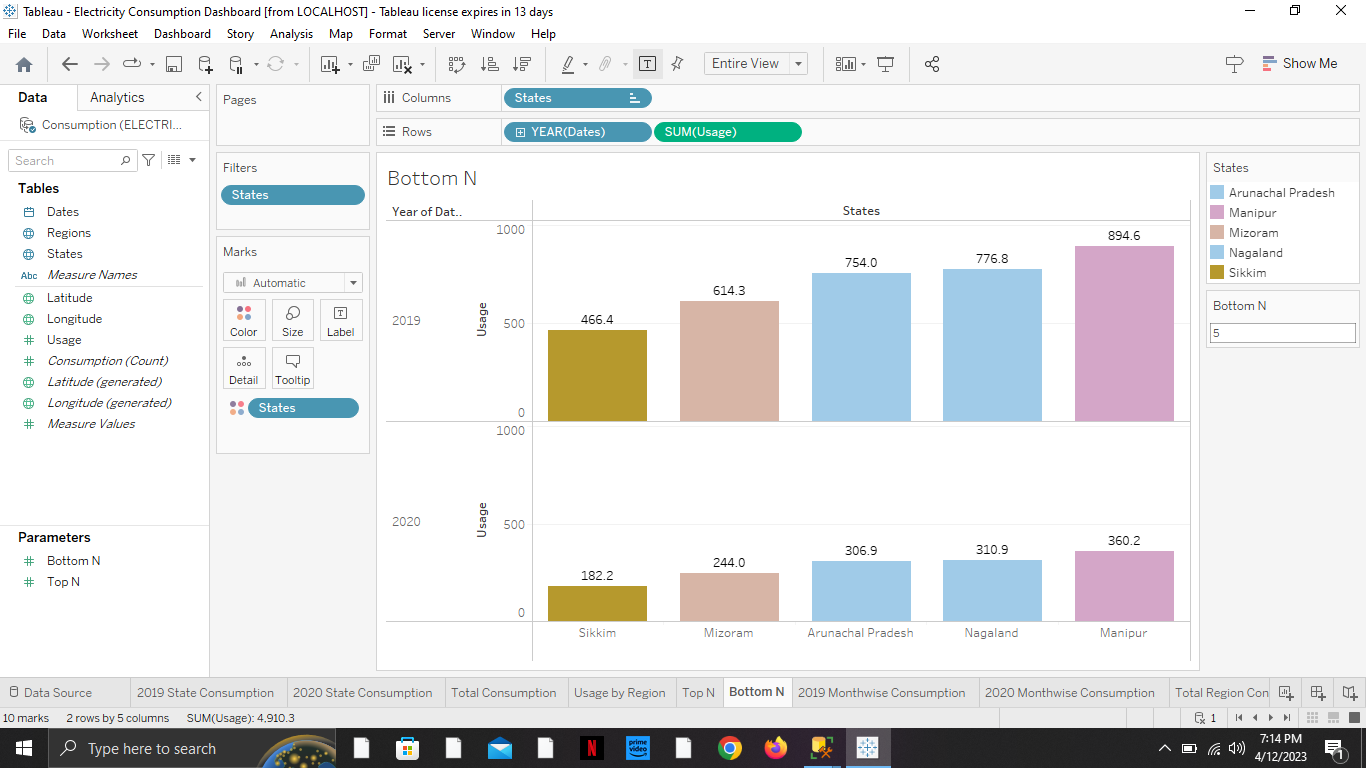 Tableau - Electricity Consumption Dashboard [from LOCALHOST] - Tableau license expires in 13 days
File Data Worksheet Dashboard Story Analysis Map Format Server Window Help
Entire View
Show Me
Data Analytics
Consumption (ELECTRI...
Search
Tables
Dates
Regions
States
Abc Measure Names
Latitude
Longitude
Usage
Consumption (Count)
Latitude (generated)
Longitude (generated)
Measure Values
Parameters
Bottom N
Top N
Pages
Filters
States
Marks
Automatic
Color Size Label
Detail Tooltip
States
Columns States
Rows YEAR(Dates) SUM(Usage)
Bottom N
Year of Dat..
States
2019
Usage
1000
500
0
466.4 614.3 754.0 776.8 894.6
2020
Usage
1000
500
0
182.2 244.0 306.9 310.9 360.2
Sikkim Mizoram Arunachal Pradesh Nagaland Manipur
States
Arunachal Pradesh
Manipur
Mizoram
Nagaland
Sikkim
Bottom N
5
Data Source 2019 State Consumption 2020 State Consumption Total Consumption Usage by Region Top N Bottom N 2019 Monthwise Consumption 2020 Monthwise Consumption Total Region Con
10 marks 2 rows by 5 columns SUM(Usage): 4,910.3
1
Type here to search
N
prime video
7:14 PM
4/12/2023
1